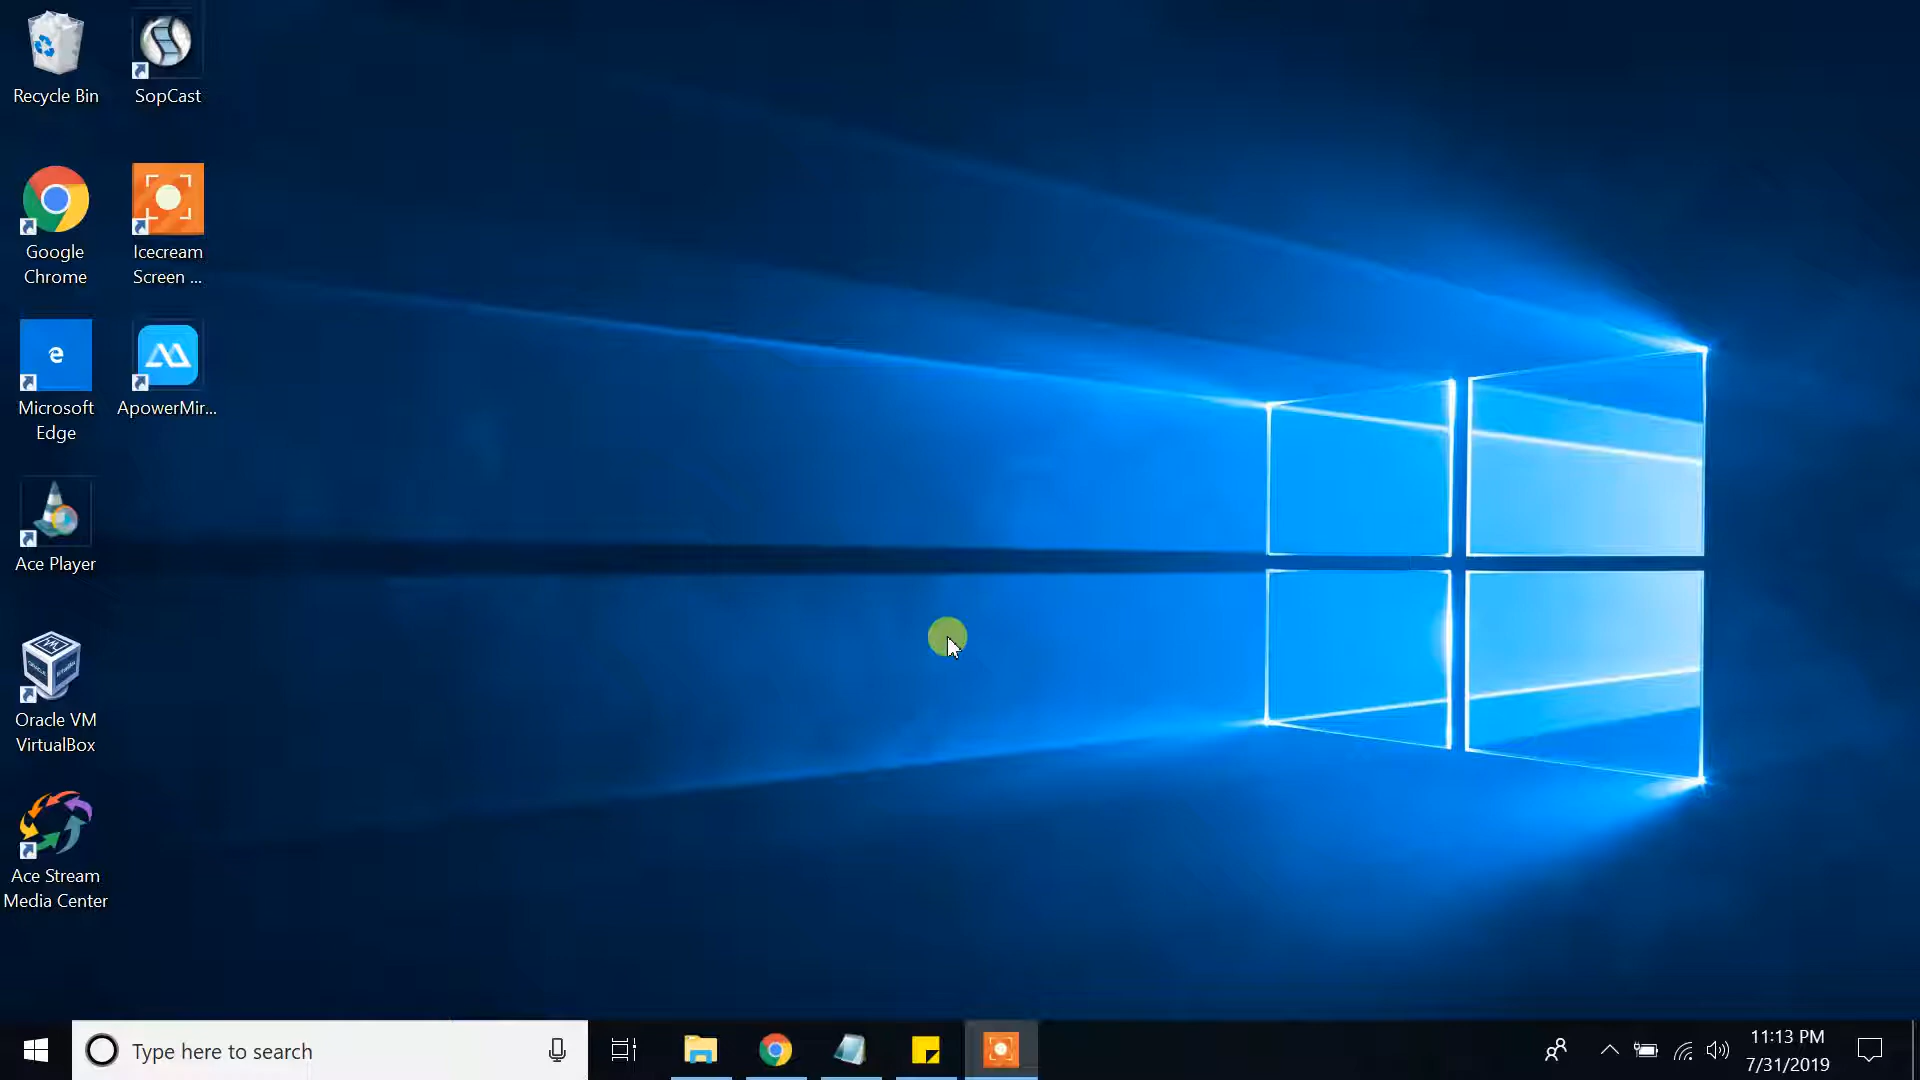 Recycle Bin
SopCast
Google
Chrome
Icecream
Screen ...
Microsoft
Edge
ApowerMir...
Ace Player
Oracle VM
VirtualBox
Ace Stream
Media Center
Type here to search
11:13 PM
7/31/2019